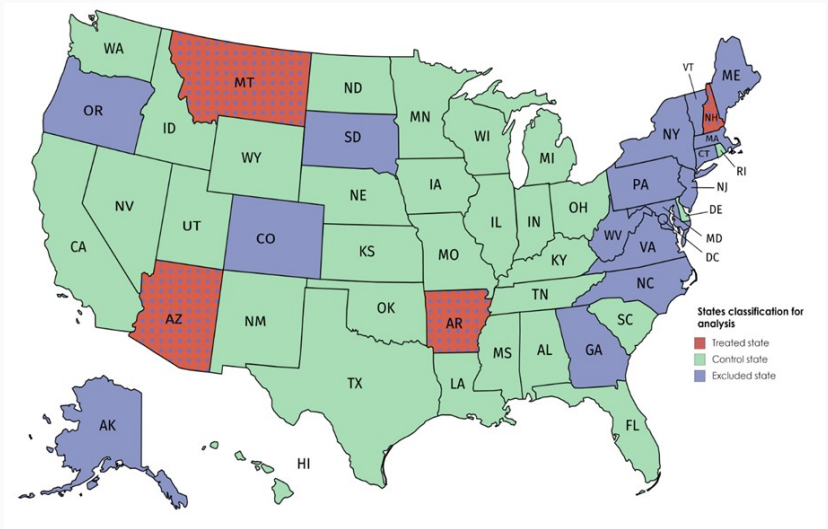 WA
MT
ND
MN
VT
ME
OR
ID
SD
WI
MI
NY
NH
MA
CT
RI
WY
IA
PA
NJ
NE
NV
UT
CO
IL
IN
OH
DE
MD
DC
WV
VA
CA
KS
MO
KY
NC
AZ
NM
OK
AR
TN
SC
MS
AL
GA
TX
LA
FL
AK
HI
States classification for
analysis
Treated state
Control state
Excluded state